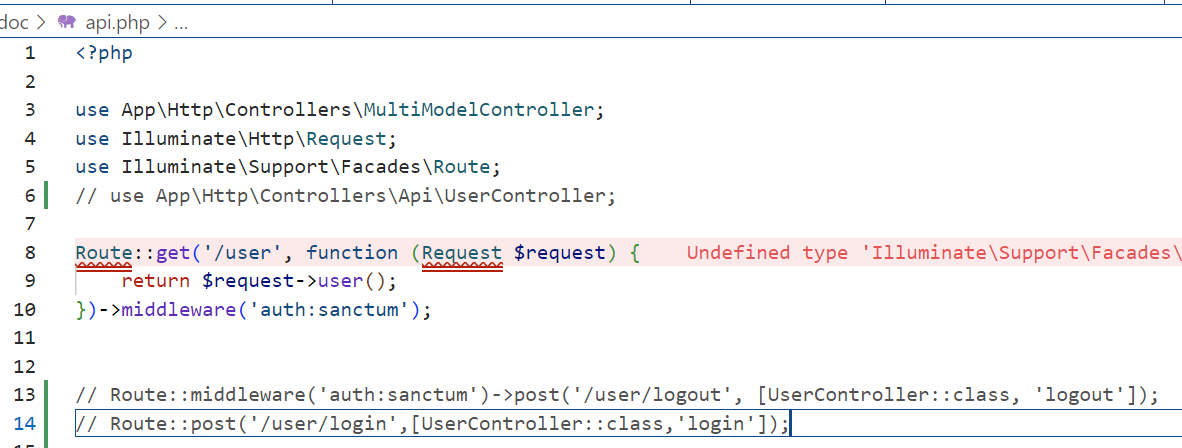 doc > api.php > ...
1 <?php
2
3 use App\Http\Controllers\MultiModelController;
4 use Illuminate\Http\Request;
5 use Illuminate\Support\Facades\Route;
6 // use App\Http\Controllers\Api\UserController;
7
8 Route::get('/user', function (Request $request) { Undefined type 'Illuminate\Support\Facades\
9 return $request->user();
10 })->middleware('auth:sanctum');
11
12
13 // Route::middleware('auth:sanctum')->post('/user/logout', [UserController::class, 'logout']);
14 // Route::post('/user/login',[UserController::class,'login']);